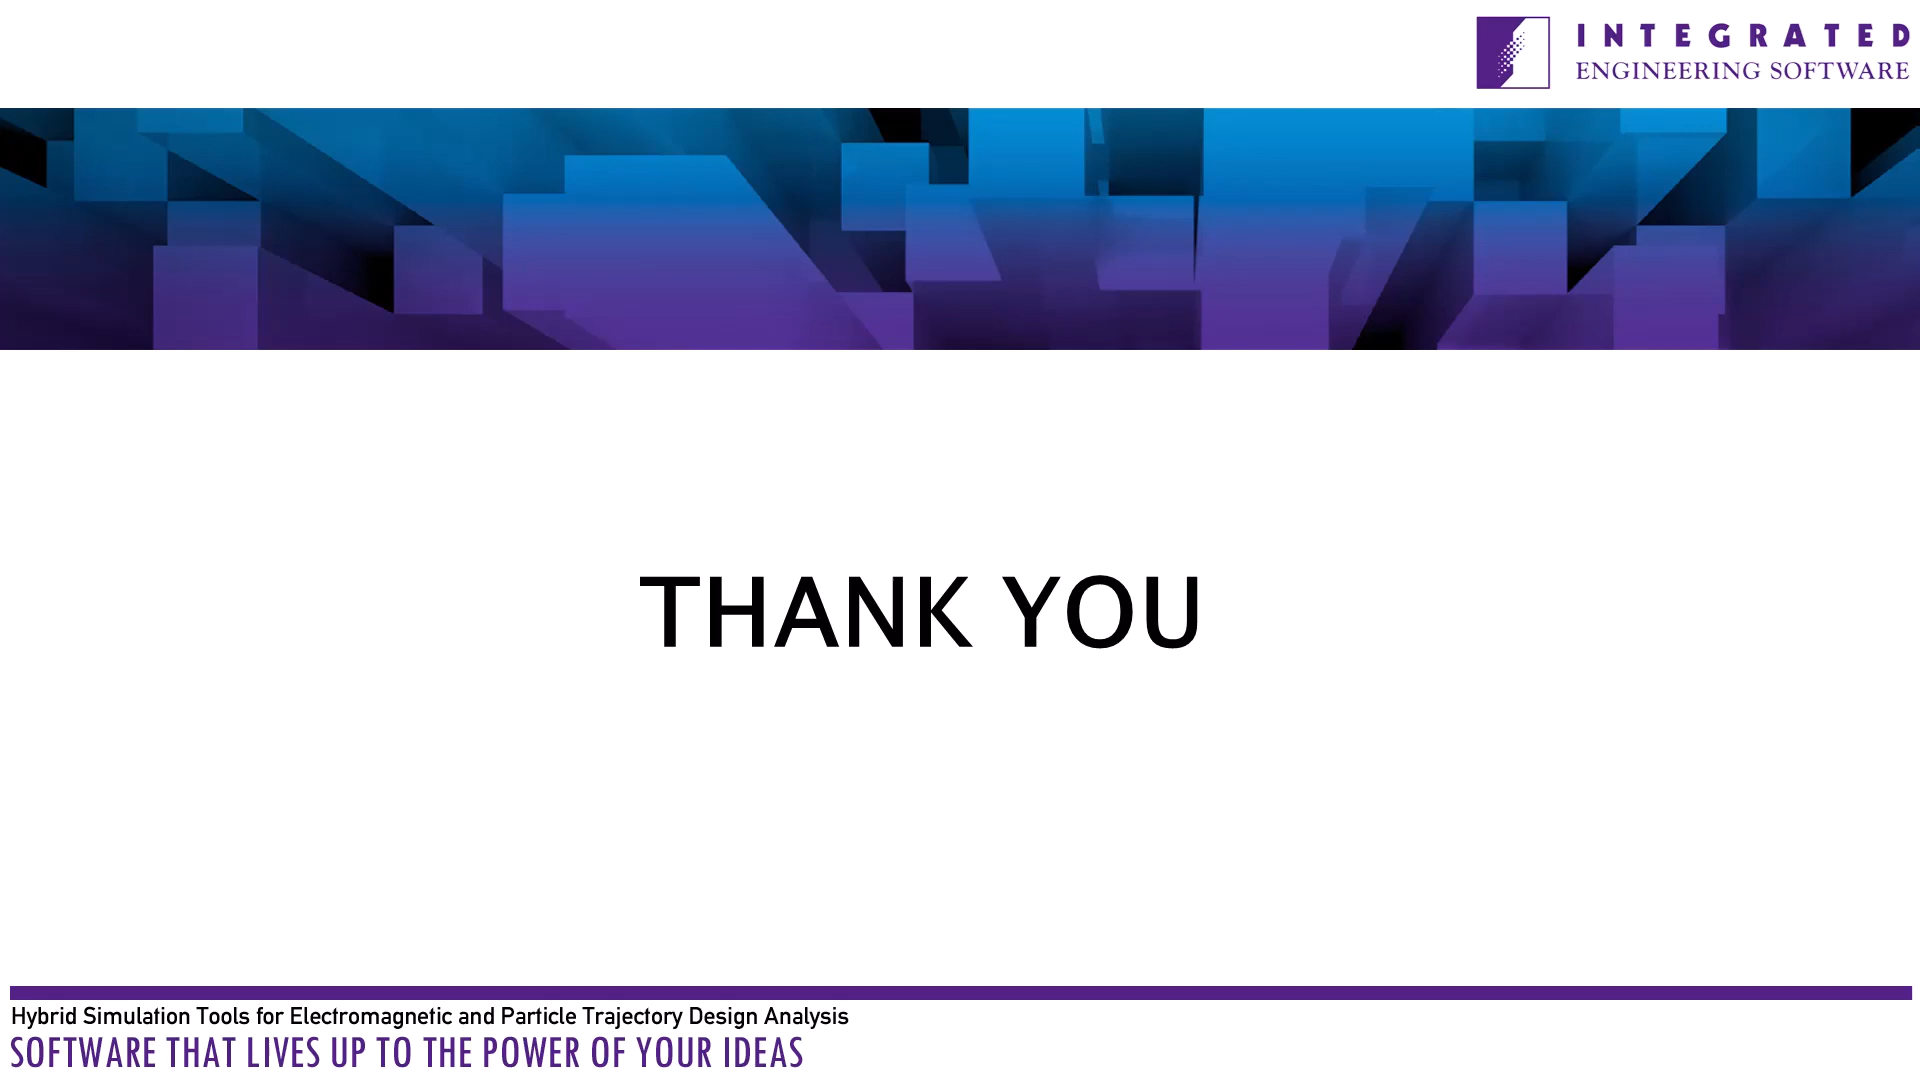 INTEGRATED
ENGINEERING SOFTWARE
THANK YOU
Hybrid Simulation Tools for Electromagnetic and Particle Trajectory Design Analysis
SOFTWARE THAT LIVES UP TO THE POWER OF YOUR IDEAS